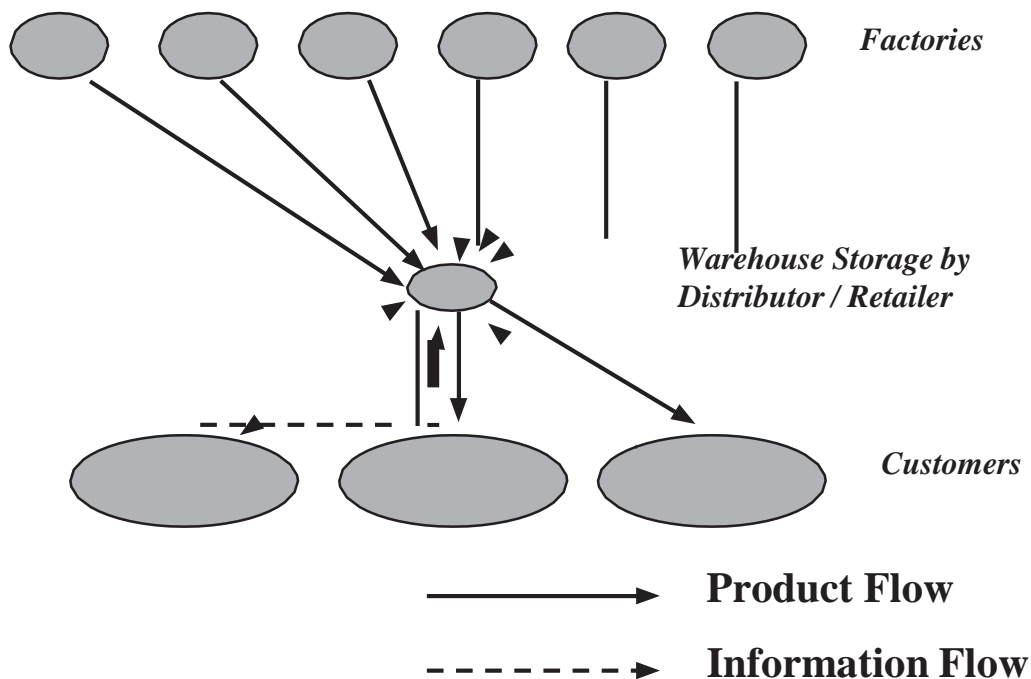 Factories
Warehouse Storage by
Distributor / Retailer
Customers
Product Flow
Information Flow